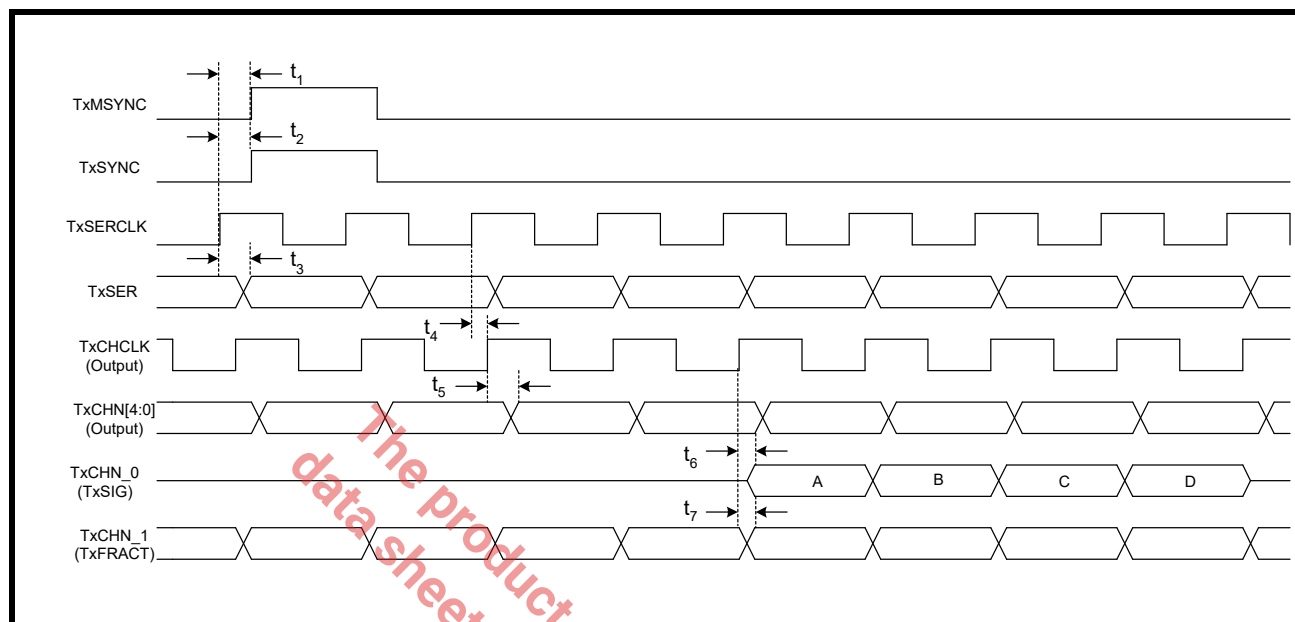 t1
TxMSYNC
t2
TxSYNC
TxSERCLK
t3
TxSER
t4
TxCHCLK
(Output)
t5
TxCHN[4:0]
(Output)
t6
TxCHN_0
(TxSIG)
A B C D
t7
TxCHN_1
(TxFRACT)
The product
data sheet